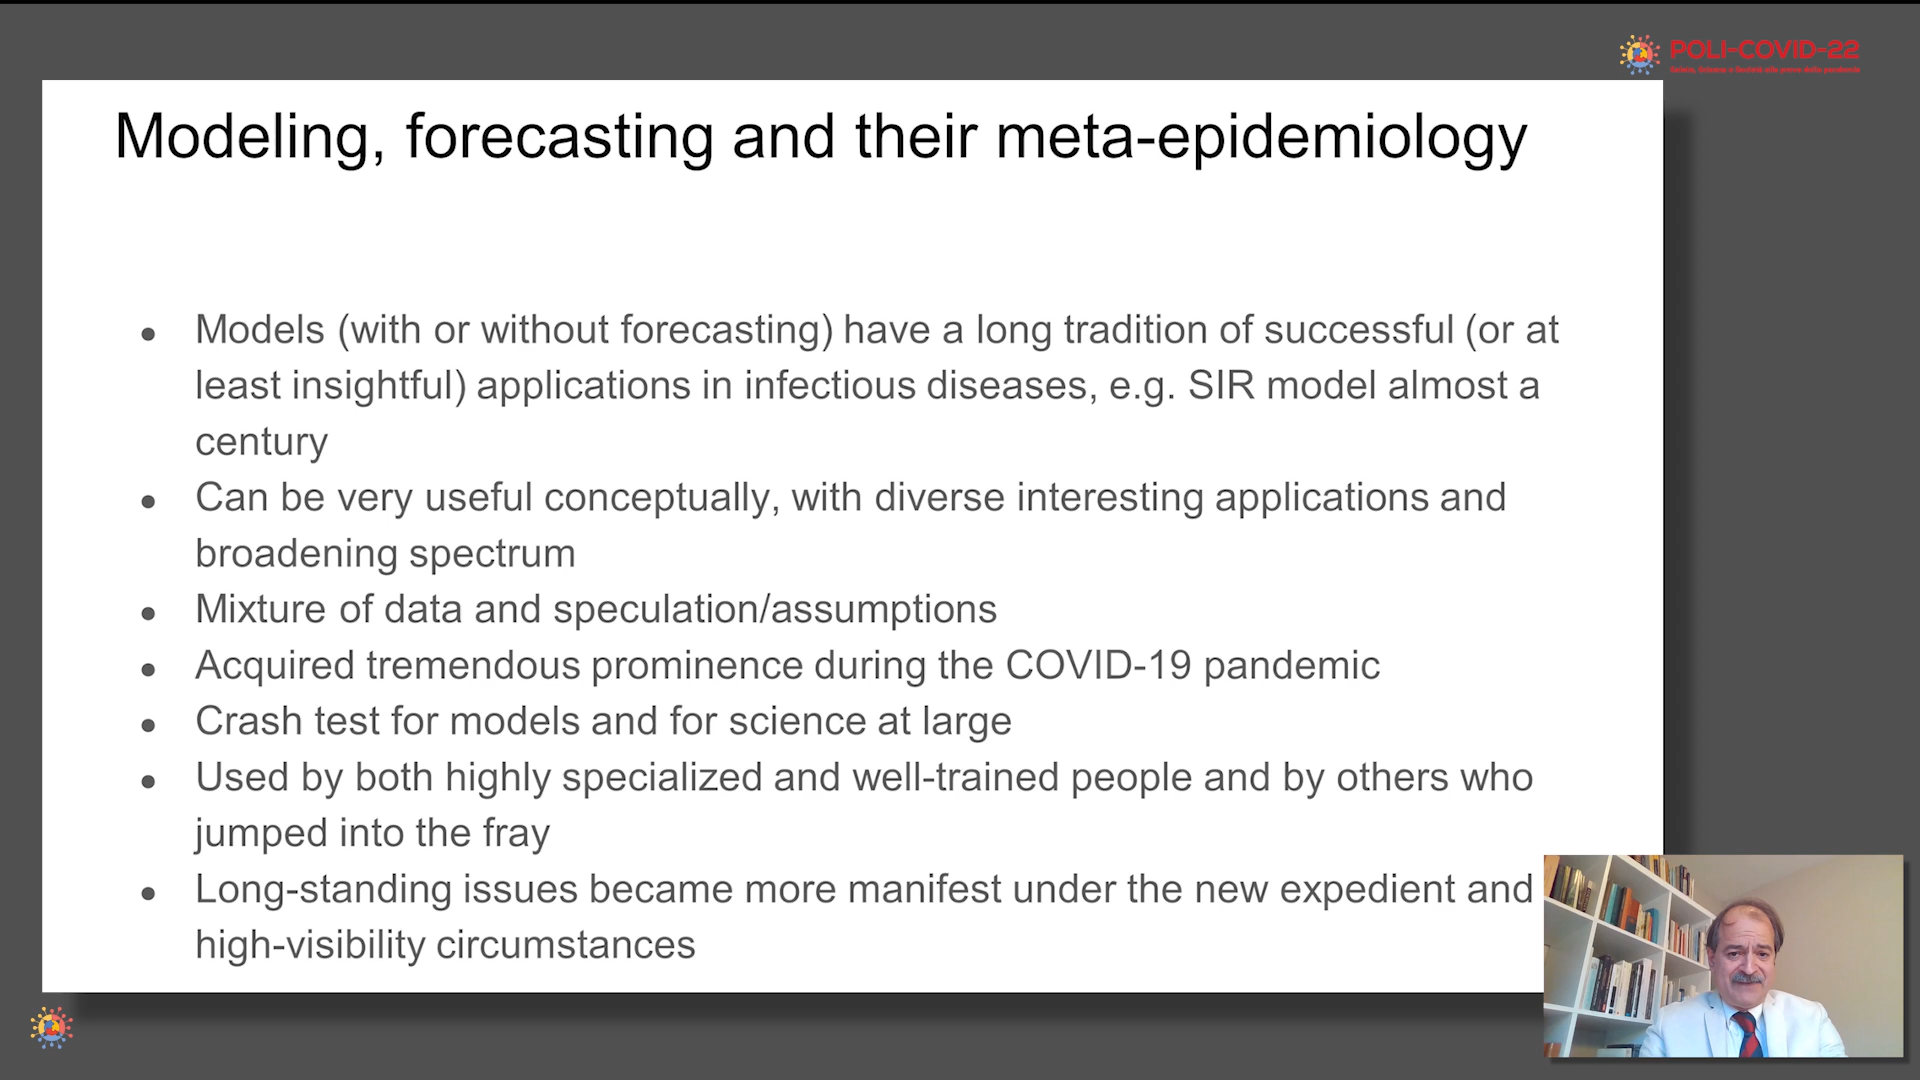 POLI-COVID-22
Modeling, forecasting and their meta-epidemiology
● Models (with or without forecasting) have a long tradition of successful (or at
least insightful) applications in infectious diseases, e.g. SIR model almost a
century
● Can be very useful conceptually, with diverse interesting applications and
broadening spectrum
● Mixture of data and speculation/assumptions
● Acquired tremendous prominence during the COVID-19 pandemic
● Crash test for models and for science at large
● Used by both highly specialized and well-trained people and by others who
jumped into the fray
● Long-standing issues became more manifest under the new expedient and
high-visibility circumstances